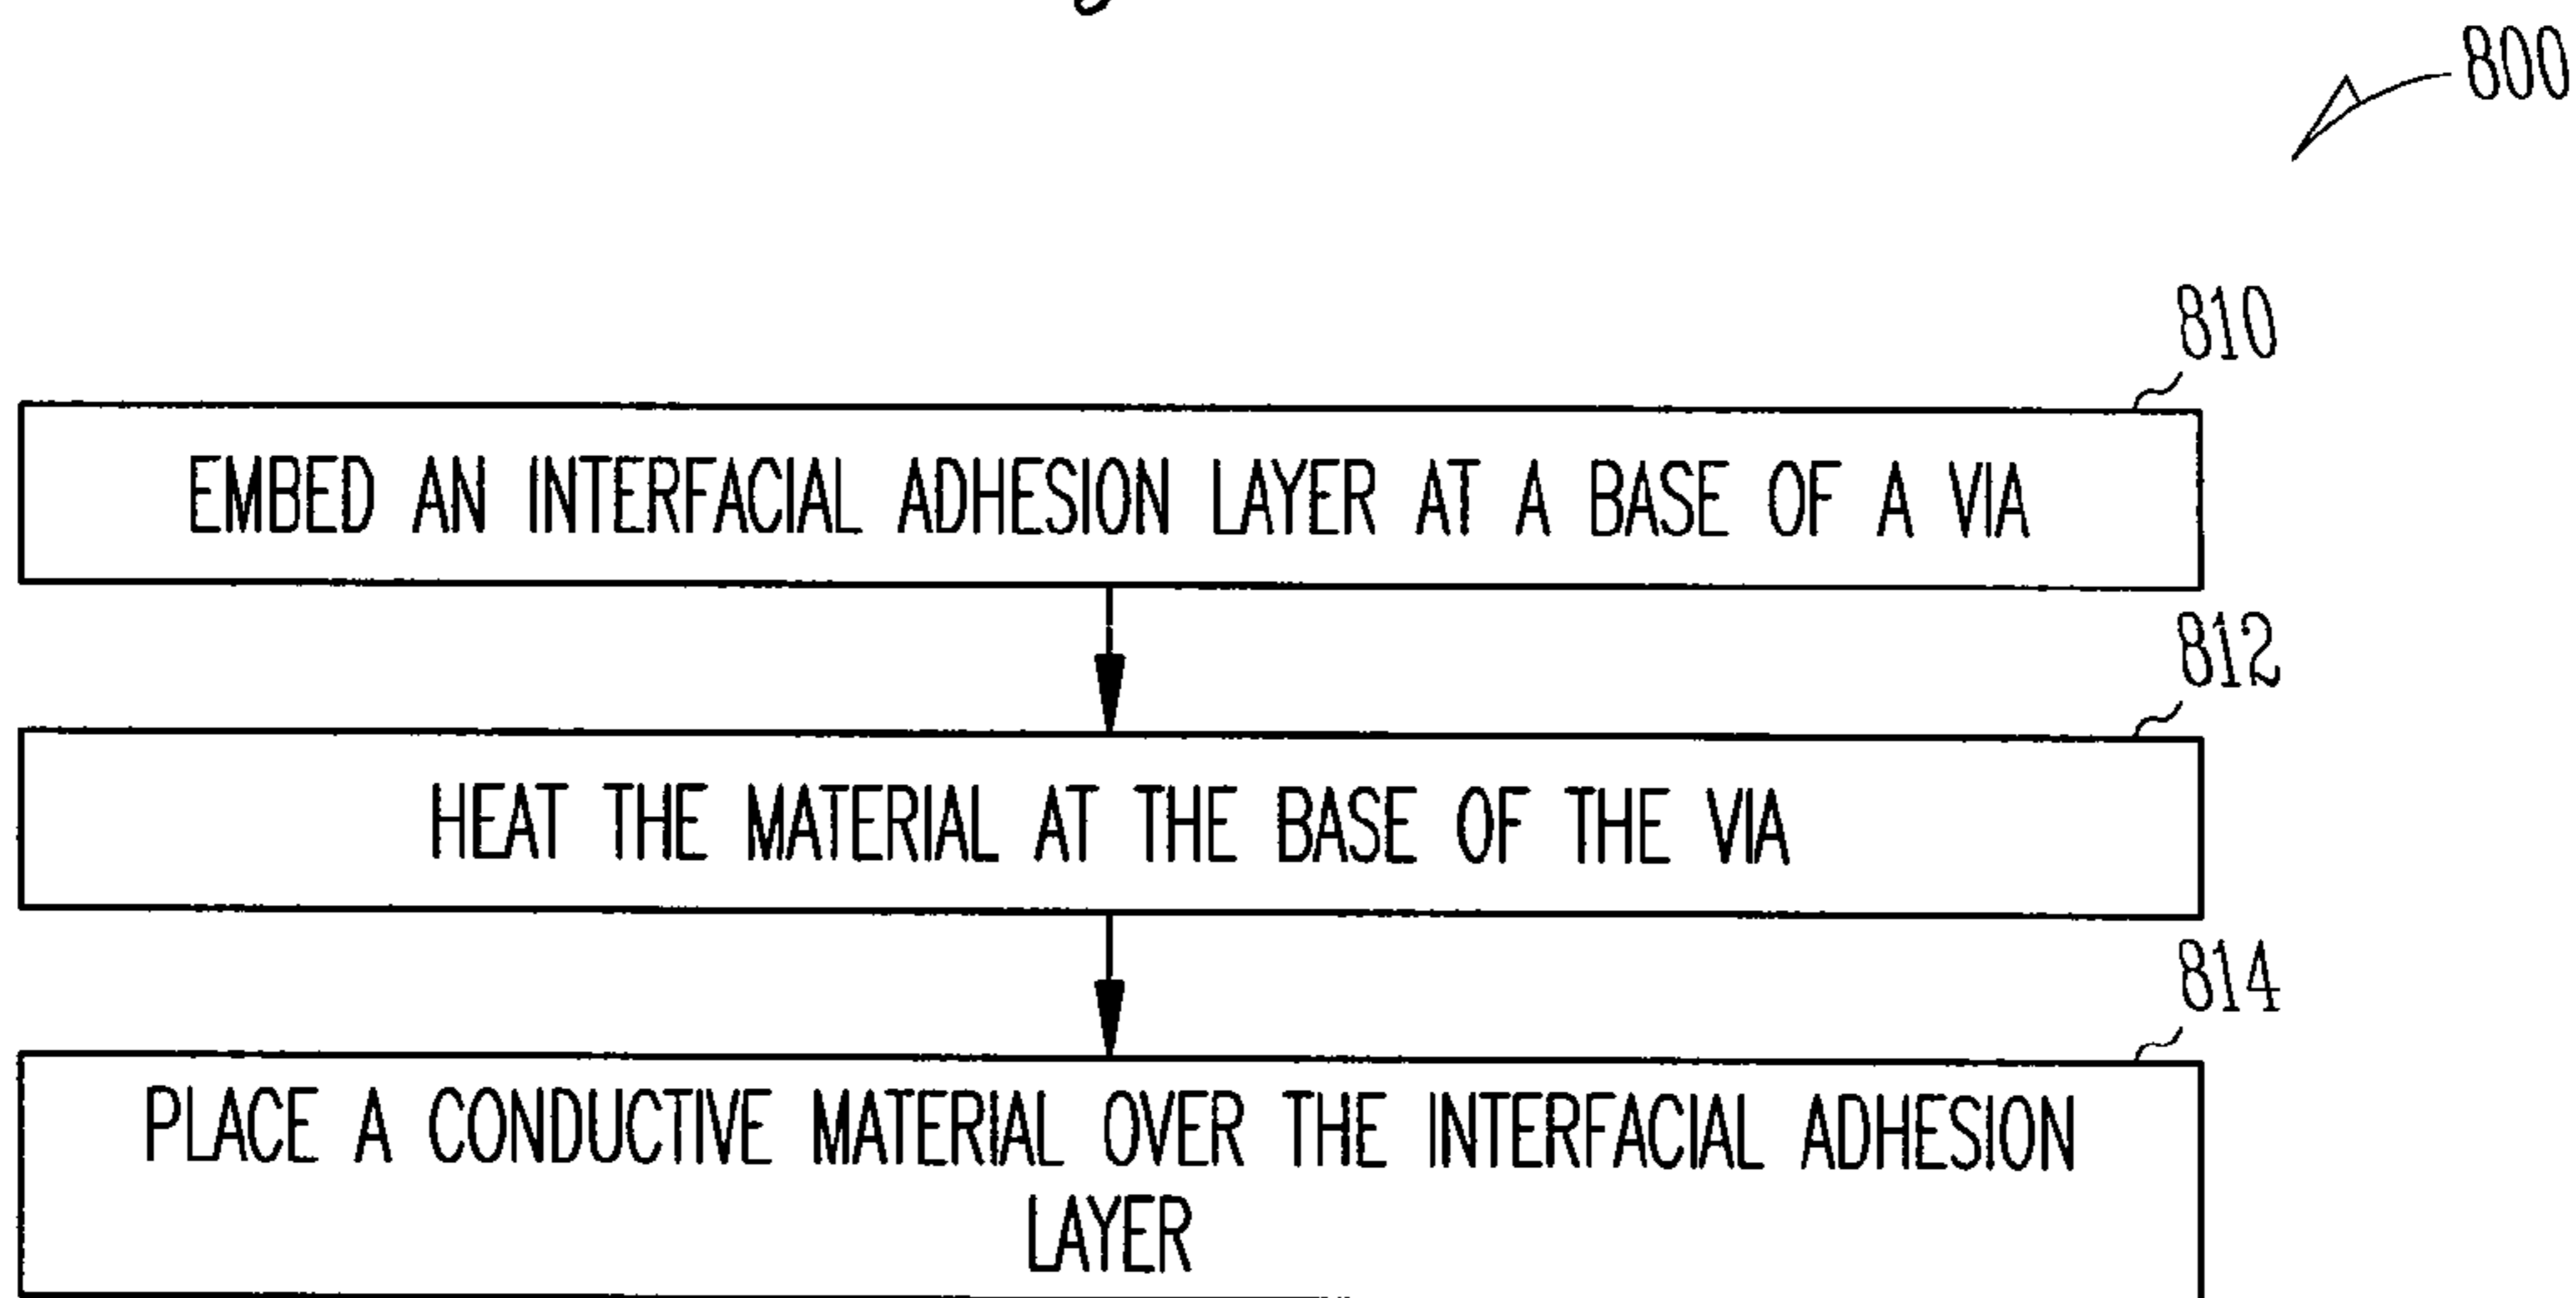 800
810
EMBED AN INTERFACIAL ADHESION LAYER AT A BASE OF A VIA
812
HEAT THE MATERIAL AT THE BASE OF THE VIA
814
PLACE A CONDUCTIVE MATERIAL OVER THE INTERFACIAL ADHESION
LAYER